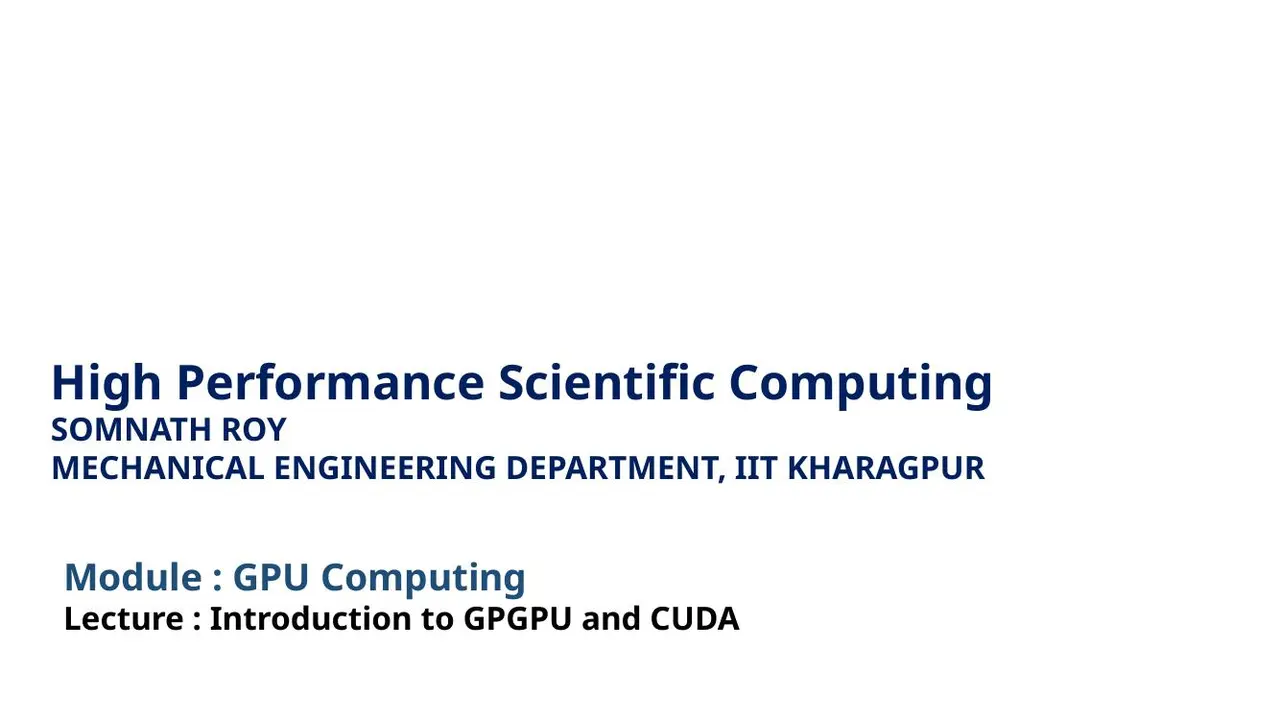 High Performance Scientific Computing
SOMNATH ROY
MECHANICAL ENGINEERING DEPARTMENT, IIT KHARAGPUR
Module : GPU Computing
Lecture : Introduction to GPGPU and CUDA